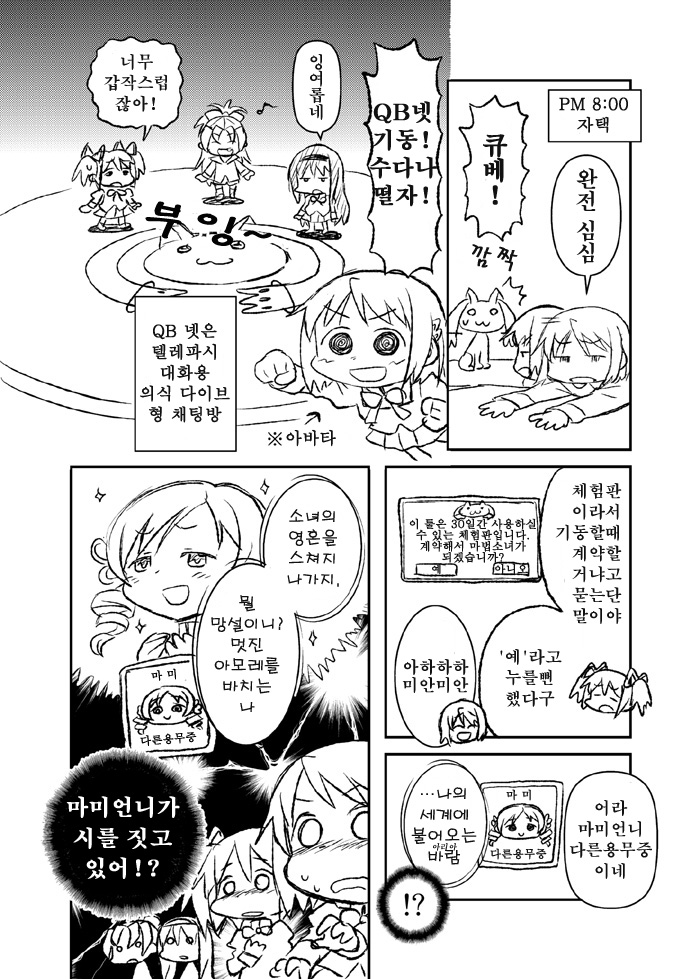 PM 8:00
자택
완전 심심
큐
베!
깜짝
QB넷
기동!
수다나
떨자!
잉여롭네
너무
갑작스럽
잖아!
부잉~
QB 넷은
텔레파시
대화용
의식 다이브
형 채팅방
※아바타
체험판
이라서
기동할때
계약할
거냐고
묻는단
말이야
이 툴은 30일간 사용하실
수 있는 체험판입니다.
계약해서 마법소녀가
되겠습니까?
예
아니오
'예'라고
누를뻔
했다구
아하하하
미안미안
어라
마미언니
다른용무중
이네
마 미
다른용무중
…나의
세계에
불어오는
바람
아리아
!?
소녀의
영혼을
스쳐지
나가지,
뭘
망설이니?
멋진
아모레를
바치는
나
마 미
다른용무중
마미언니가
시를 짓고
있어!?